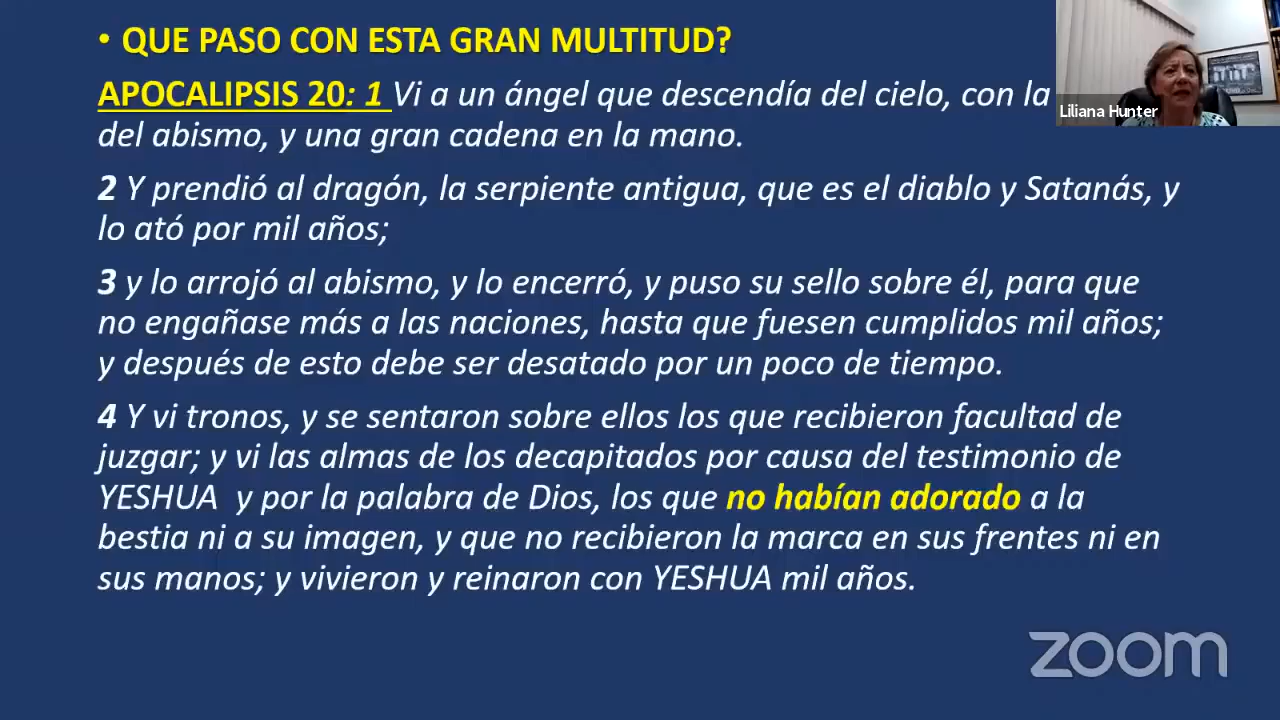 • QUE PASO CON ESTA GRAN MULTITUD?
APOCALIPSIS 20: 1 Vi a un ángel que descendía del cielo, con la
del abismo, y una gran cadena en la mano.
2 Y prendió al dragón, la serpiente antigua, que es el diablo y Satanás, y
lo ató por mil años;
3 y lo arrojó al abismo, y lo encerró, y puso su sello sobre él, para que
no engañase más a las naciones, hasta que fuesen cumplidos mil años;
y después de esto debe ser desatado por un poco de tiempo.
4 Y vi tronos, y se sentaron sobre ellos los que recibieron facultad de
juzgar; y vi las almas de los decapitados por causa del testimonio de
YESHUA y por la palabra de Dios, los que no habían adorado a la
bestia ni a su imagen, y que no recibieron la marca en sus frentes ni en
sus manos; y vivieron y reinaron con YESHUA mil años.
Liliana Hunter
zoom